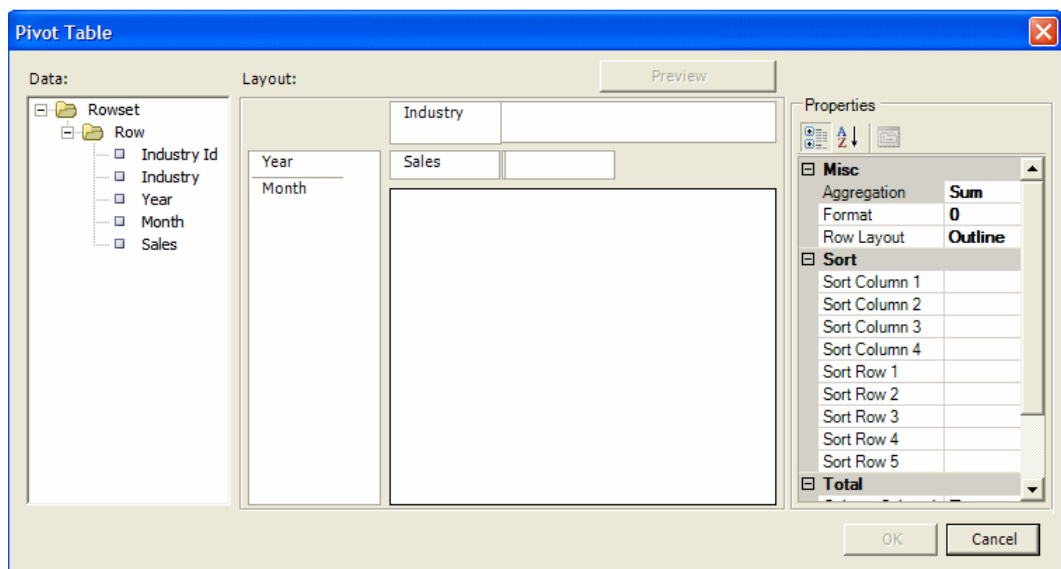 Pivot Table
Data:
Layout:
Preview
Rowset
Row
Industry Id
Industry
Year
Month
Sales
Industry
Year
Month
Sales
Properties
Misc
Aggregation Sum
Format 0
Row Layout Outline
Sort
Sort Column 1
Sort Column 2
Sort Column 3
Sort Column 4
Sort Row 1
Sort Row 2
Sort Row 3
Sort Row 4
Sort Row 5
Total
OK
Cancel